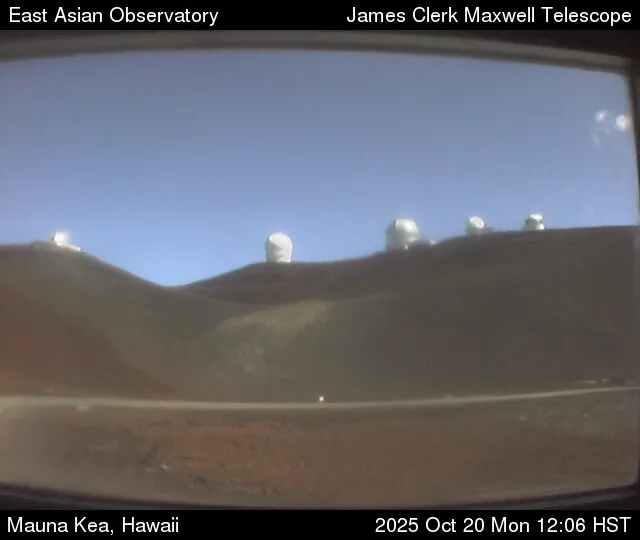 East Asian Observatory
James Clerk Maxwell Telescope
Mauna Kea, Hawaii
2025 Oct 20 Mon 12:06 HST